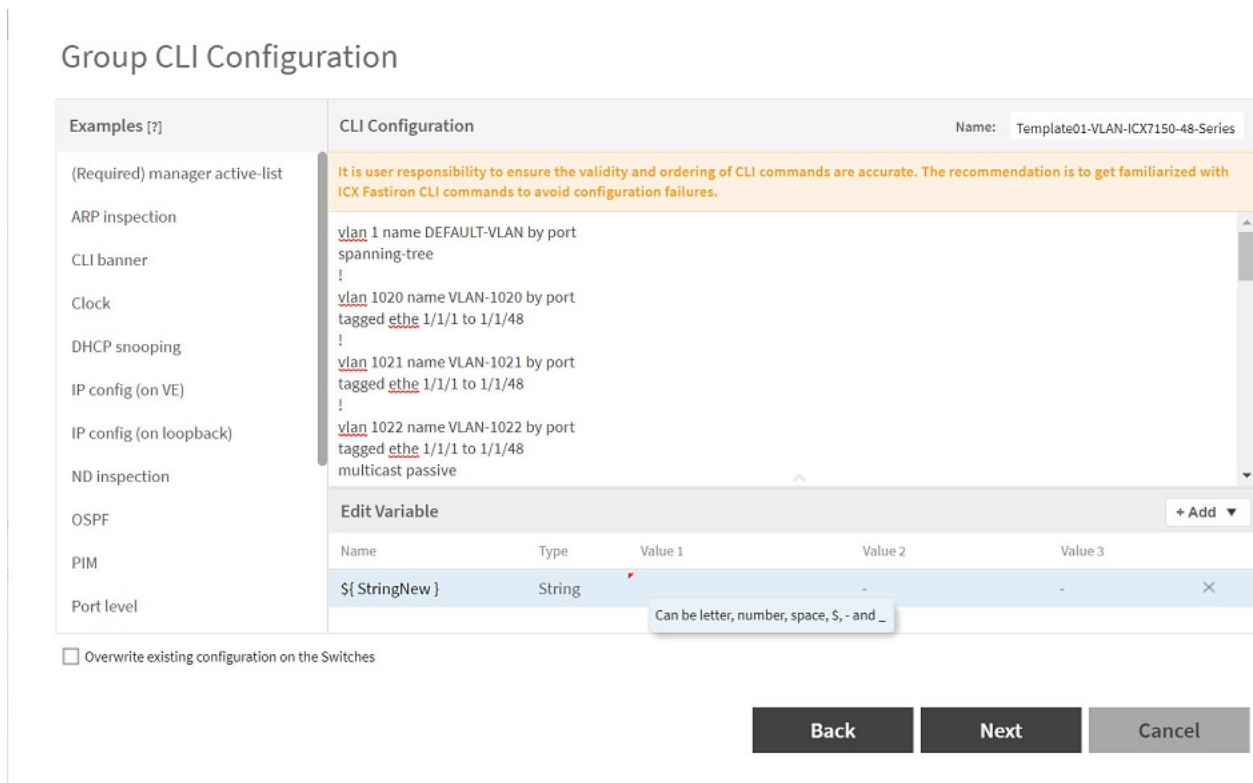 Group CLI Configuration
Examples [?]
(Required) manager active-list
ARP inspection
CLI banner
Clock
DHCP snooping
IP config (on VE)
IP config (on loopback)
ND inspection
OSPF
PIM
Port level
CLI Configuration
Name: Template01-VLAN-ICX7150-48-Series
It is user responsibility to ensure the validity and ordering of CLI commands are accurate. The recommendation is to get familiarized with
ICX Fastiron CLI commands to avoid configuration failures.
vlan 1 name DEFAULT-VLAN by port
spanning-tree
!
vlan 1020 name VLAN-1020 by port
tagged ethe 1/1/1 to 1/1/48
!
vlan 1021 name VLAN-1021 by port
tagged ethe 1/1/1 to 1/1/48
!
vlan 1022 name VLAN-1022 by port
tagged ethe 1/1/1 to 1/1/48
multicast passive
Edit Variable
+ Add ▼
Name Type Value 1 Value 2 Value 3
${ StringNew } String - - ×
Can be letter, number, space, $, - and _
Overwrite existing configuration on the Switches
Back Next Cancel